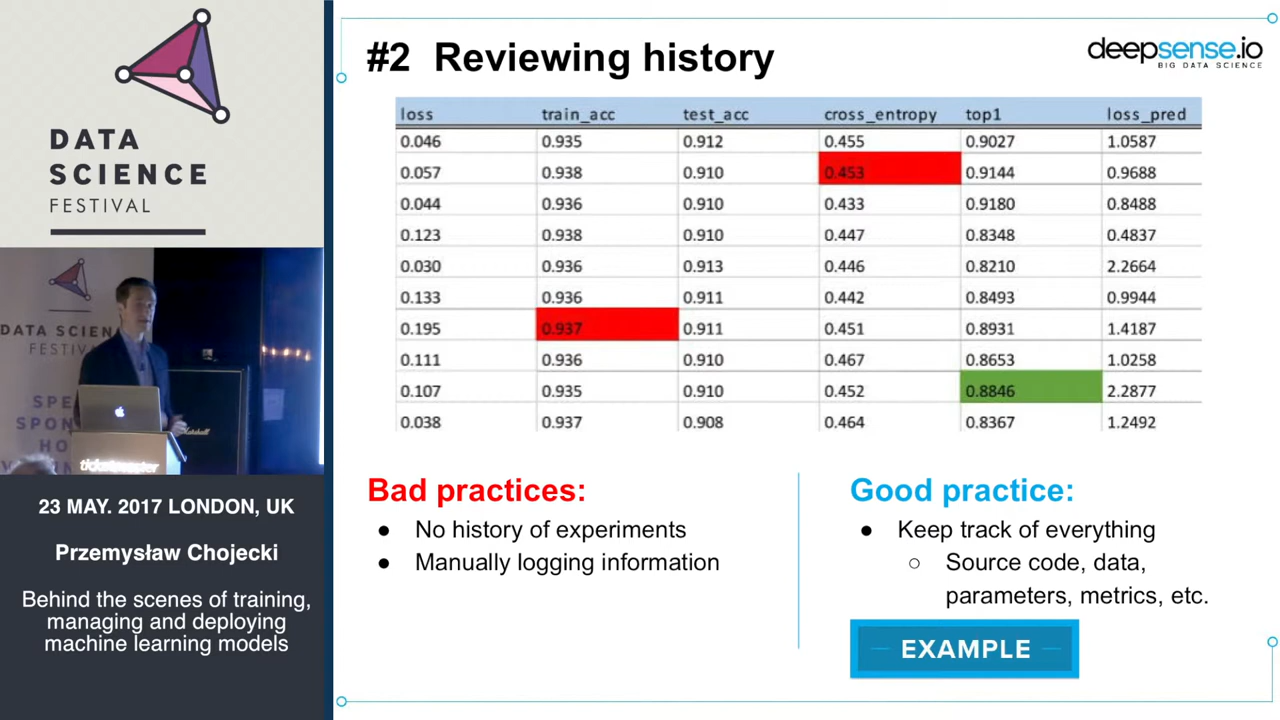 DATA
SCIENCE
FESTIVAL
DATA SCIEN
FESTI
SPE
SPON
HO
Marshall
ticketmaster
23 MAY. 2017 LONDON, UK
Przemysław Chojecki
Behind the scenes of training,
managing and deploying
machine learning models
#2 Reviewing history
deepsense.io
BIG DATA SCIENCE
loss train_acc test_acc cross_entropy top1 loss_pred
0.046 0.935 0.912 0.455 0.9027 1.0587
0.057 0.938 0.910 0.453 0.9144 0.9688
0.044 0.936 0.910 0.433 0.9180 0.8488
0.123 0.938 0.910 0.447 0.8348 0.4837
0.030 0.936 0.913 0.446 0.8210 2.2664
0.133 0.936 0.911 0.442 0.8493 0.9944
0.195 0.937 0.911 0.451 0.8931 1.4187
0.111 0.936 0.910 0.467 0.8653 1.0258
0.107 0.935 0.910 0.452 0.8846 2.2877
0.038 0.937 0.908 0.464 0.8367 1.2492
Bad practices:
● No history of experiments
● Manually logging information
Good practice:
● Keep track of everything
○ Source code, data,
parameters, metrics, etc.
EXAMPLE